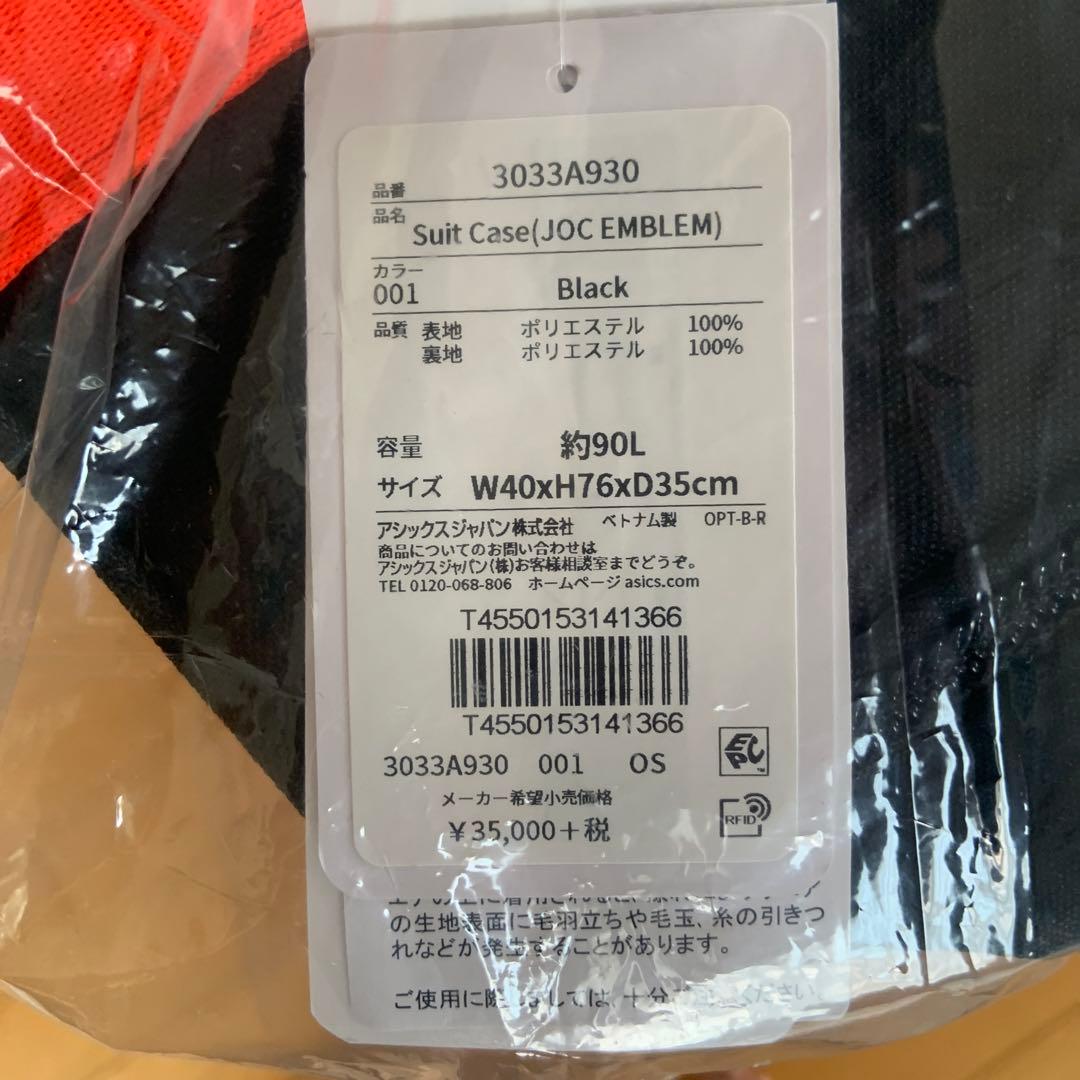 品番 3033A930
品名 Suit Case(JOC EMBLEM)
カラー
001 Black
品質 表地 ポリエステル 100%
裏地 ポリエステル 100%
容量 約90L
サイズ W40xH76xD35cm
アシックスジャパン株式会社 ベトナム製 OPT-B-R
商品についてのお問い合わせは
アシックスジャパン(株)お客様相談室までどうぞ。
TEL 0120-068-806 ホームページ asics.com
T4550153141366
T4550153141366
3033A930 001 OS
EPC
TM
メーカー希望小売価格
RFID
¥35,000+税
の生地表面に毛羽立ちや毛玉、糸の引きつ
れなどが発生することがあります。
ご使用に際しましては、十分
ください。